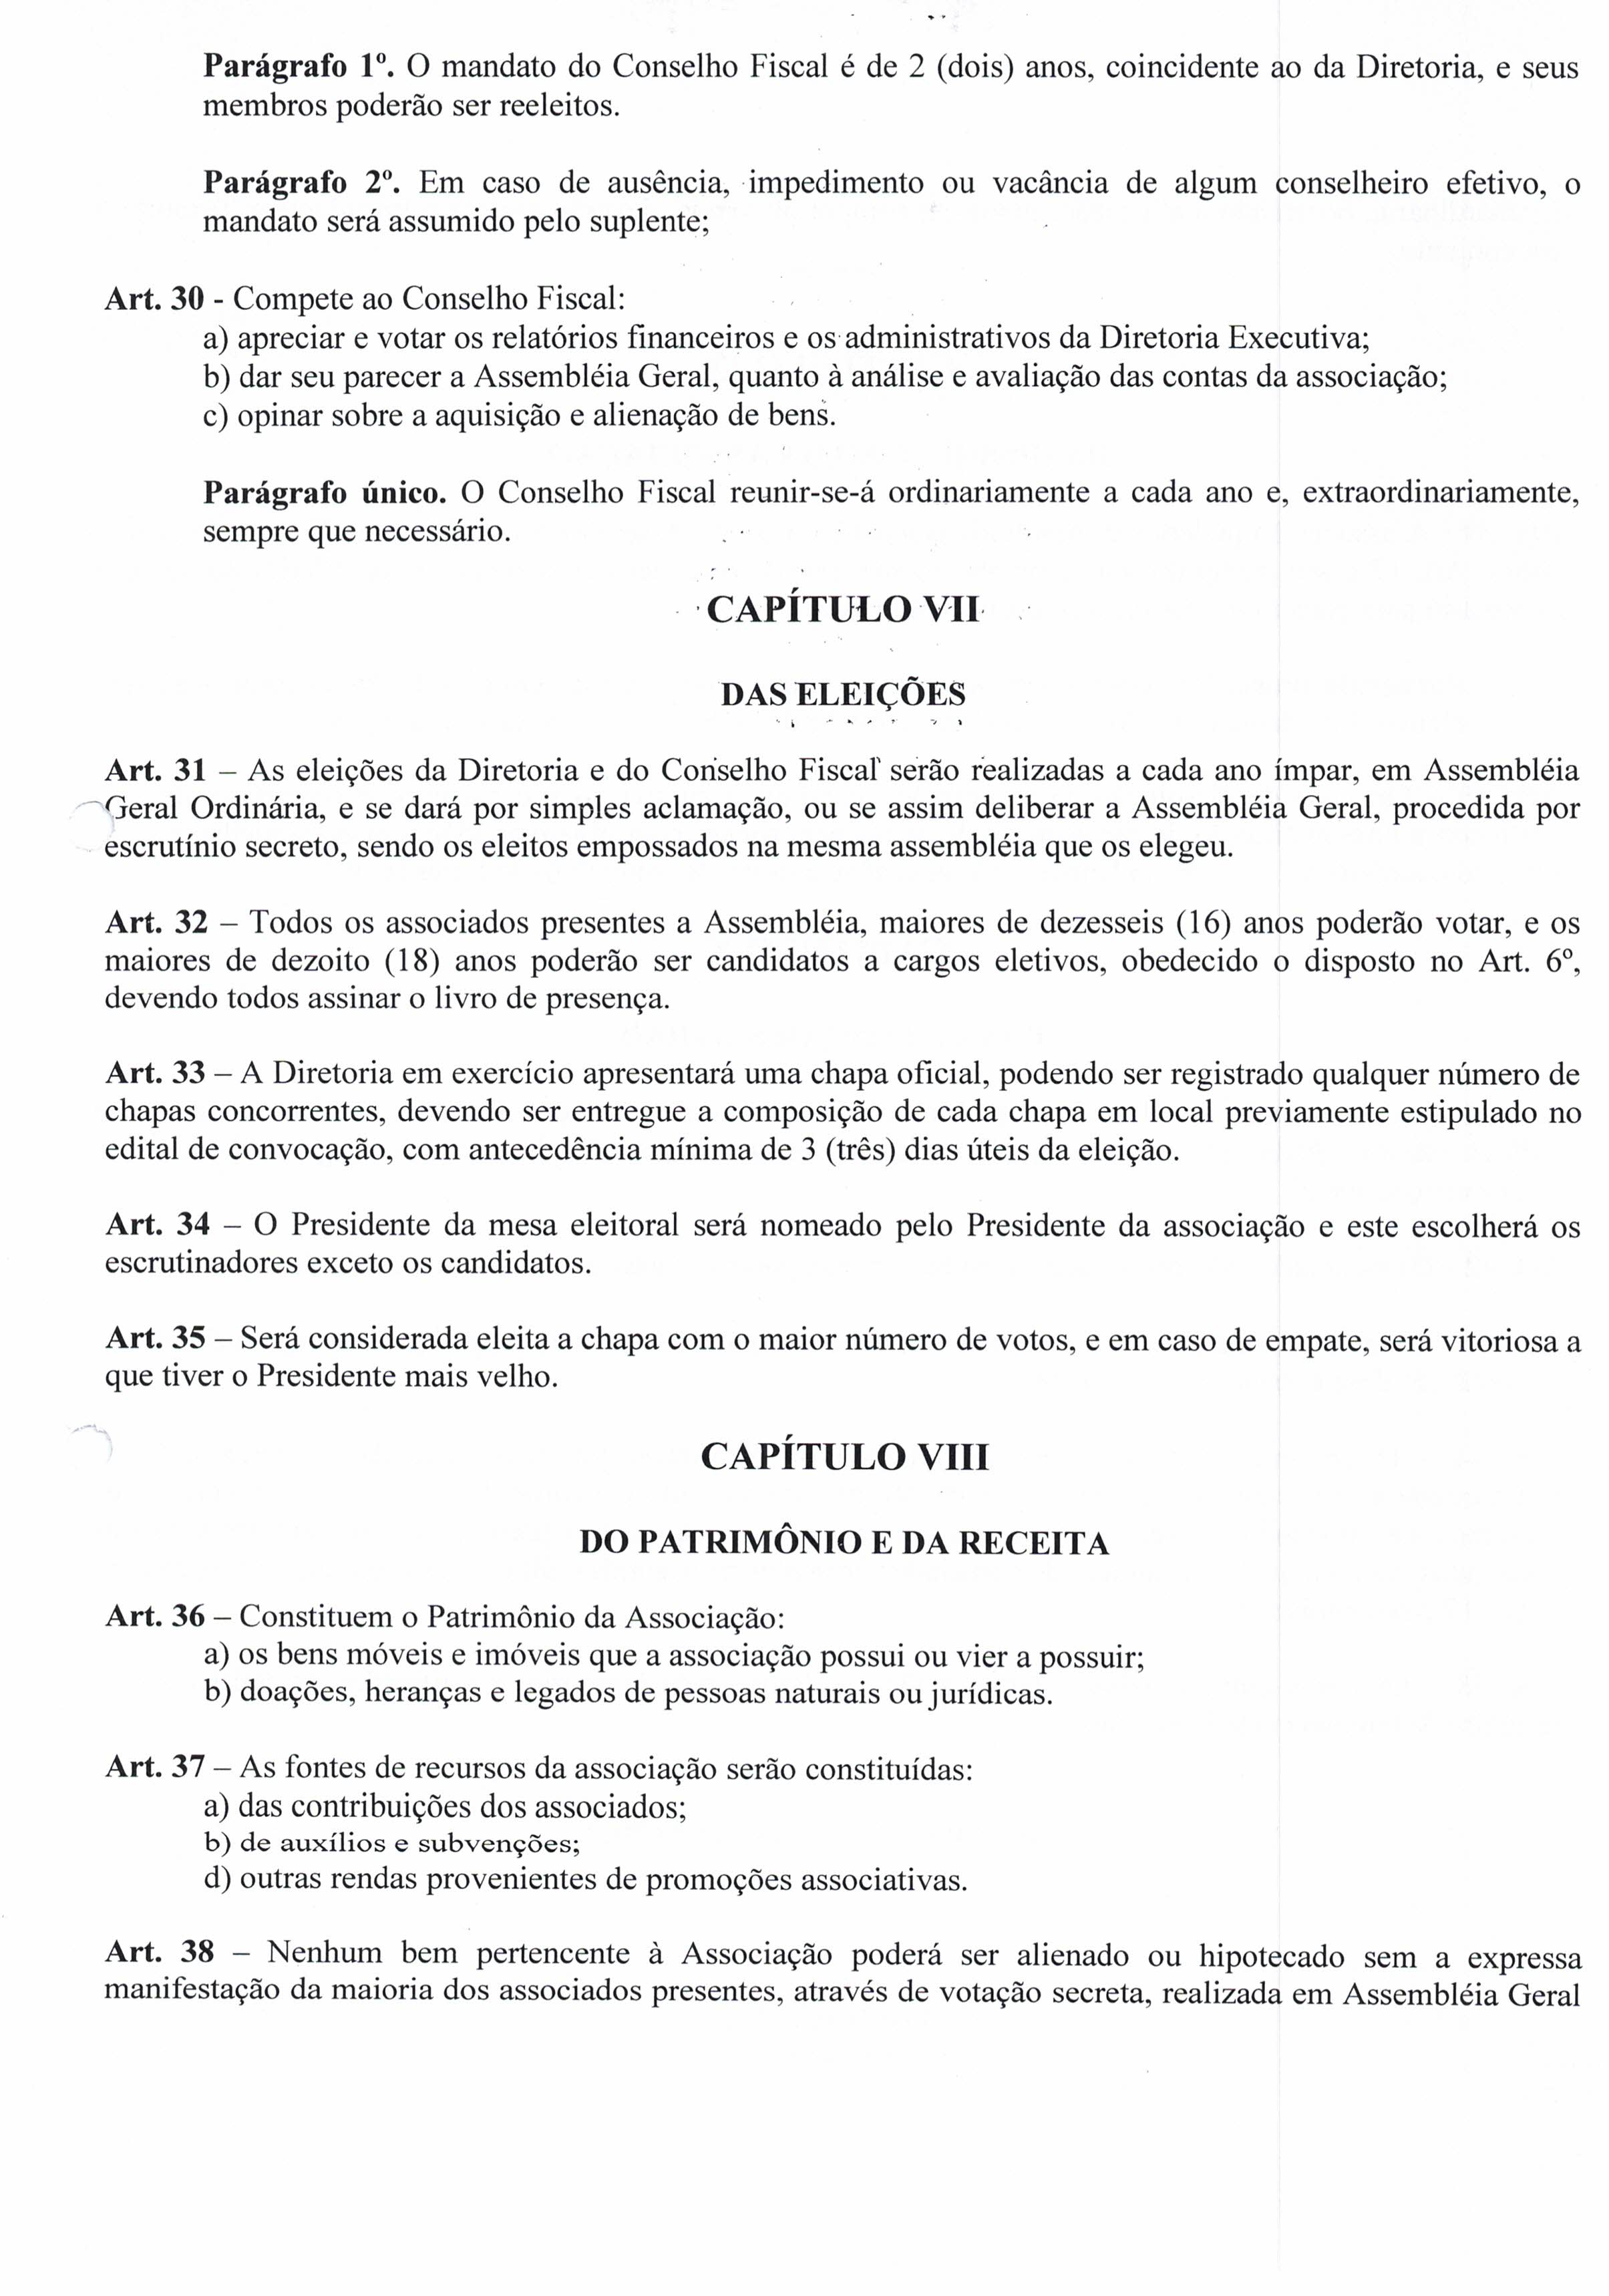 Parágrafo 1º. O mandato do Conselho Fiscal é de 2 (dois) anos, coincidente ao da Diretoria, e seus
membros poderão ser reeleitos.
Parágrafo 2º. Em caso de ausência, impedimento ou vacância de algum conselheiro efetivo, o
mandato será assumido pelo suplente;
Art. 30 - Compete ao Conselho Fiscal:
a) apreciar e votar os relatórios financeiros e os administrativos da Diretoria Executiva;
b) dar seu parecer a Assembléia Geral, quanto à análise e avaliação das contas da associação;
c) opinar sobre a aquisição e alienação de bens.
Parágrafo único. O Conselho Fiscal reunir-se-á ordinariamente a cada ano e, extraordinariamente,
sempre que necessário.
CAPÍTULO VII
DAS ELEIÇÕES
Art. 31 – As eleições da Diretoria e do Conselho Fiscal serão realizadas a cada ano ímpar, em Assembléia
Geral Ordinária, e se dará por simples aclamação, ou se assim deliberar a Assembléia Geral, procedida por
escrutínio secreto, sendo os eleitos empossados na mesma assembléia que os elegeu.
Art. 32 – Todos os associados presentes a Assembléia, maiores de dezesseis (16) anos poderão votar, e os
maiores de dezoito (18) anos poderão ser candidatos a cargos eletivos, obedecido o disposto no Art. 6º,
devendo todos assinar o livro de presença.
Art. 33 – A Diretoria em exercício apresentará uma chapa oficial, podendo ser registrado qualquer número de
chapas concorrentes, devendo ser entregue a composição de cada chapa em local previamente estipulado no
edital de convocação, com antecedência mínima de 3 (três) dias úteis da eleição.
Art. 34 – O Presidente da mesa eleitoral será nomeado pelo Presidente da associação e este escolherá os
escrutinadores exceto os candidatos.
Art. 35 – Será considerada eleita a chapa com o maior número de votos, e em caso de empate, será vitoriosa a
que tiver o Presidente mais velho.
CAPÍTULO VIII
DO PATRIMÔNIO E DA RECEITA
Art. 36 – Constituem o Patrimônio da Associação:
a) os bens móveis e imóveis que a associação possui ou vier a possuir;
b) doações, heranças e legados de pessoas naturais ou jurídicas.
Art. 37 – As fontes de recursos da associação serão constituídas:
a) das contribuições dos associados;
b) de auxílios e subvenções;
d) outras rendas provenientes de promoções associativas.
Art. 38 – Nenhum bem pertencente à Associação poderá ser alienado ou hipotecado sem a expressa
manifestação da maioria dos associados presentes, através de votação secreta, realizada em Assembléia Geral